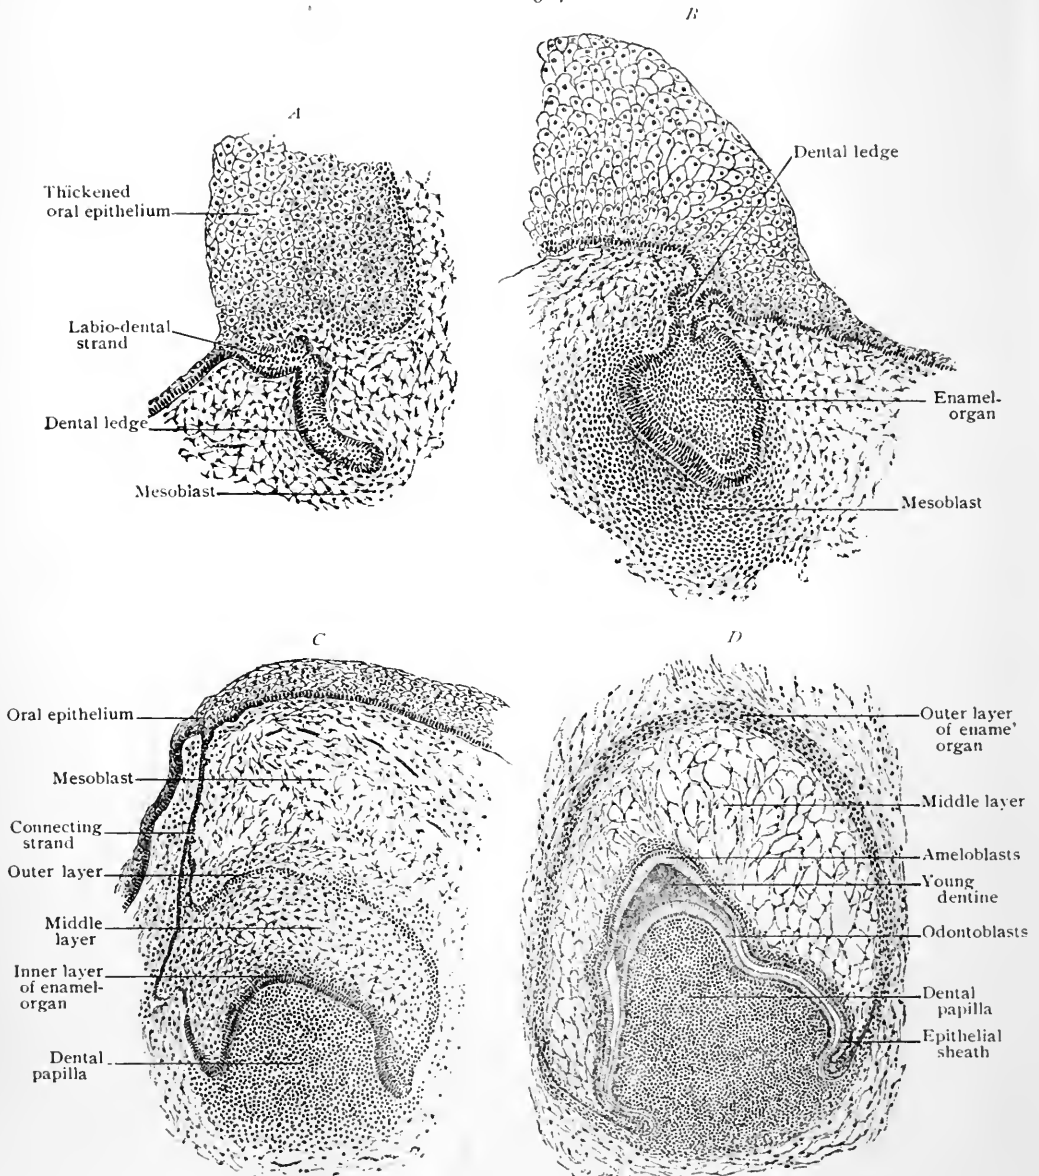 A
Thickened
oral epithelium
Labio-dental
strand
Dental ledge
Mesoblast
B
Dental ledge
Enamel-
organ
Mesoblast
C
Oral epithelium
Mesoblast
Connecting
strand
Outer layer
Middle
layer
Inner layer
of enamel-
organ
Dental
papilla
D
Outer layer
of ename'
organ
Middle layer
Ameloblasts
Young
dentine
Odontoblasts
Dental
papilla
Epithelial
sheath